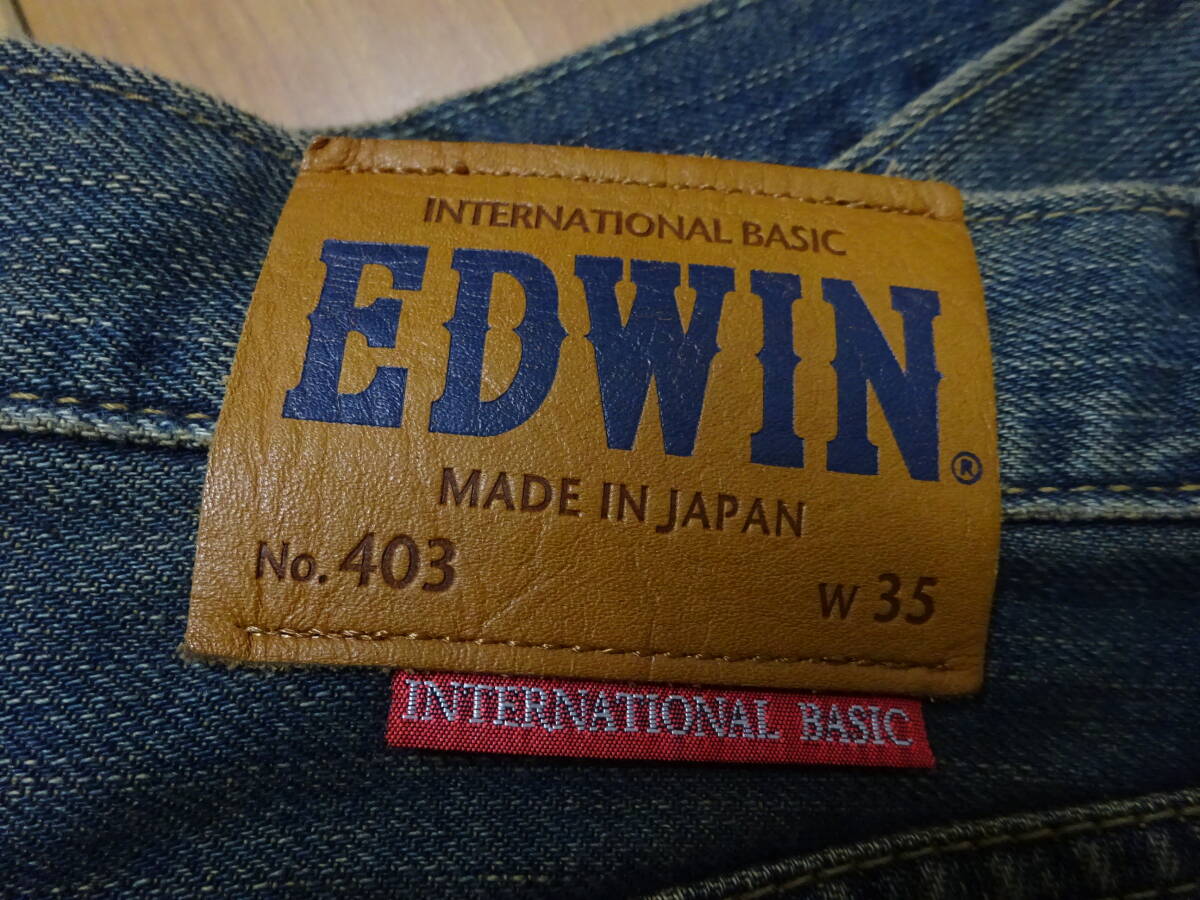 INTERNATIONAL BASIC
EDWIN®
MADE IN JAPAN
No. 403 W 35
INTERNATIONAL BASIC